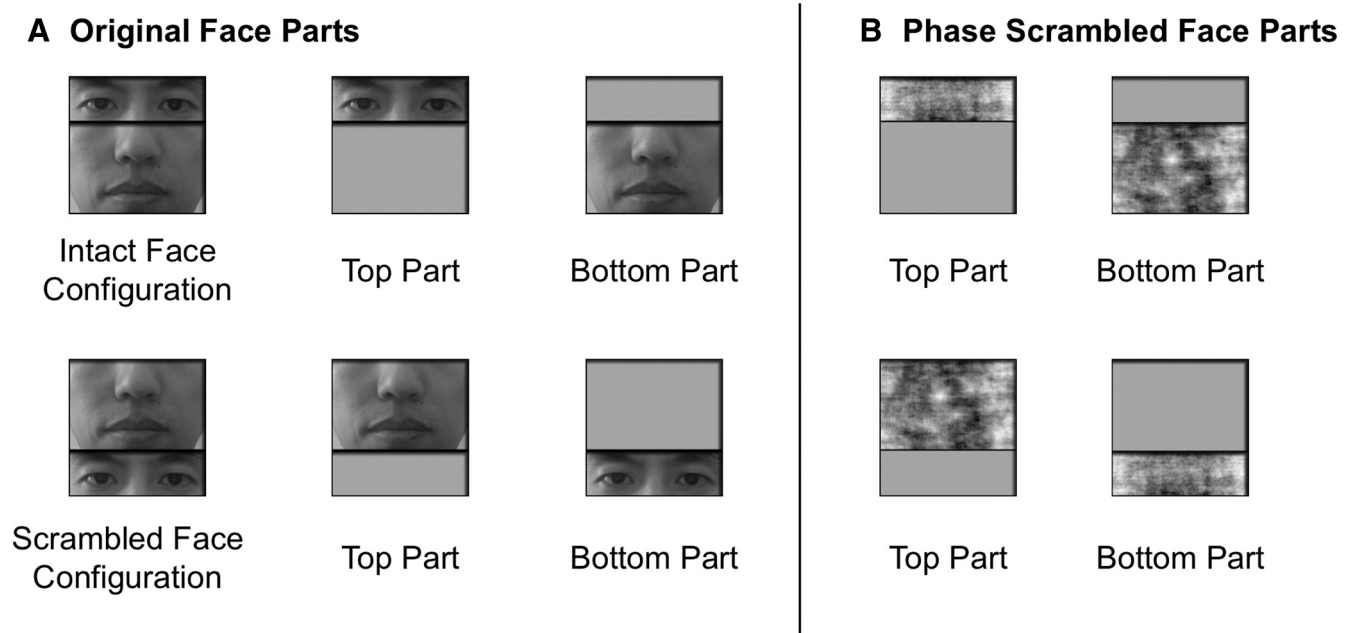 A Original Face Parts
B Phase Scrambled Face Parts
Intact Face
Configuration
Top Part
Bottom Part
Top Part
Bottom Part
Scrambled Face
Configuration
Top Part
Bottom Part
Top Part
Bottom Part